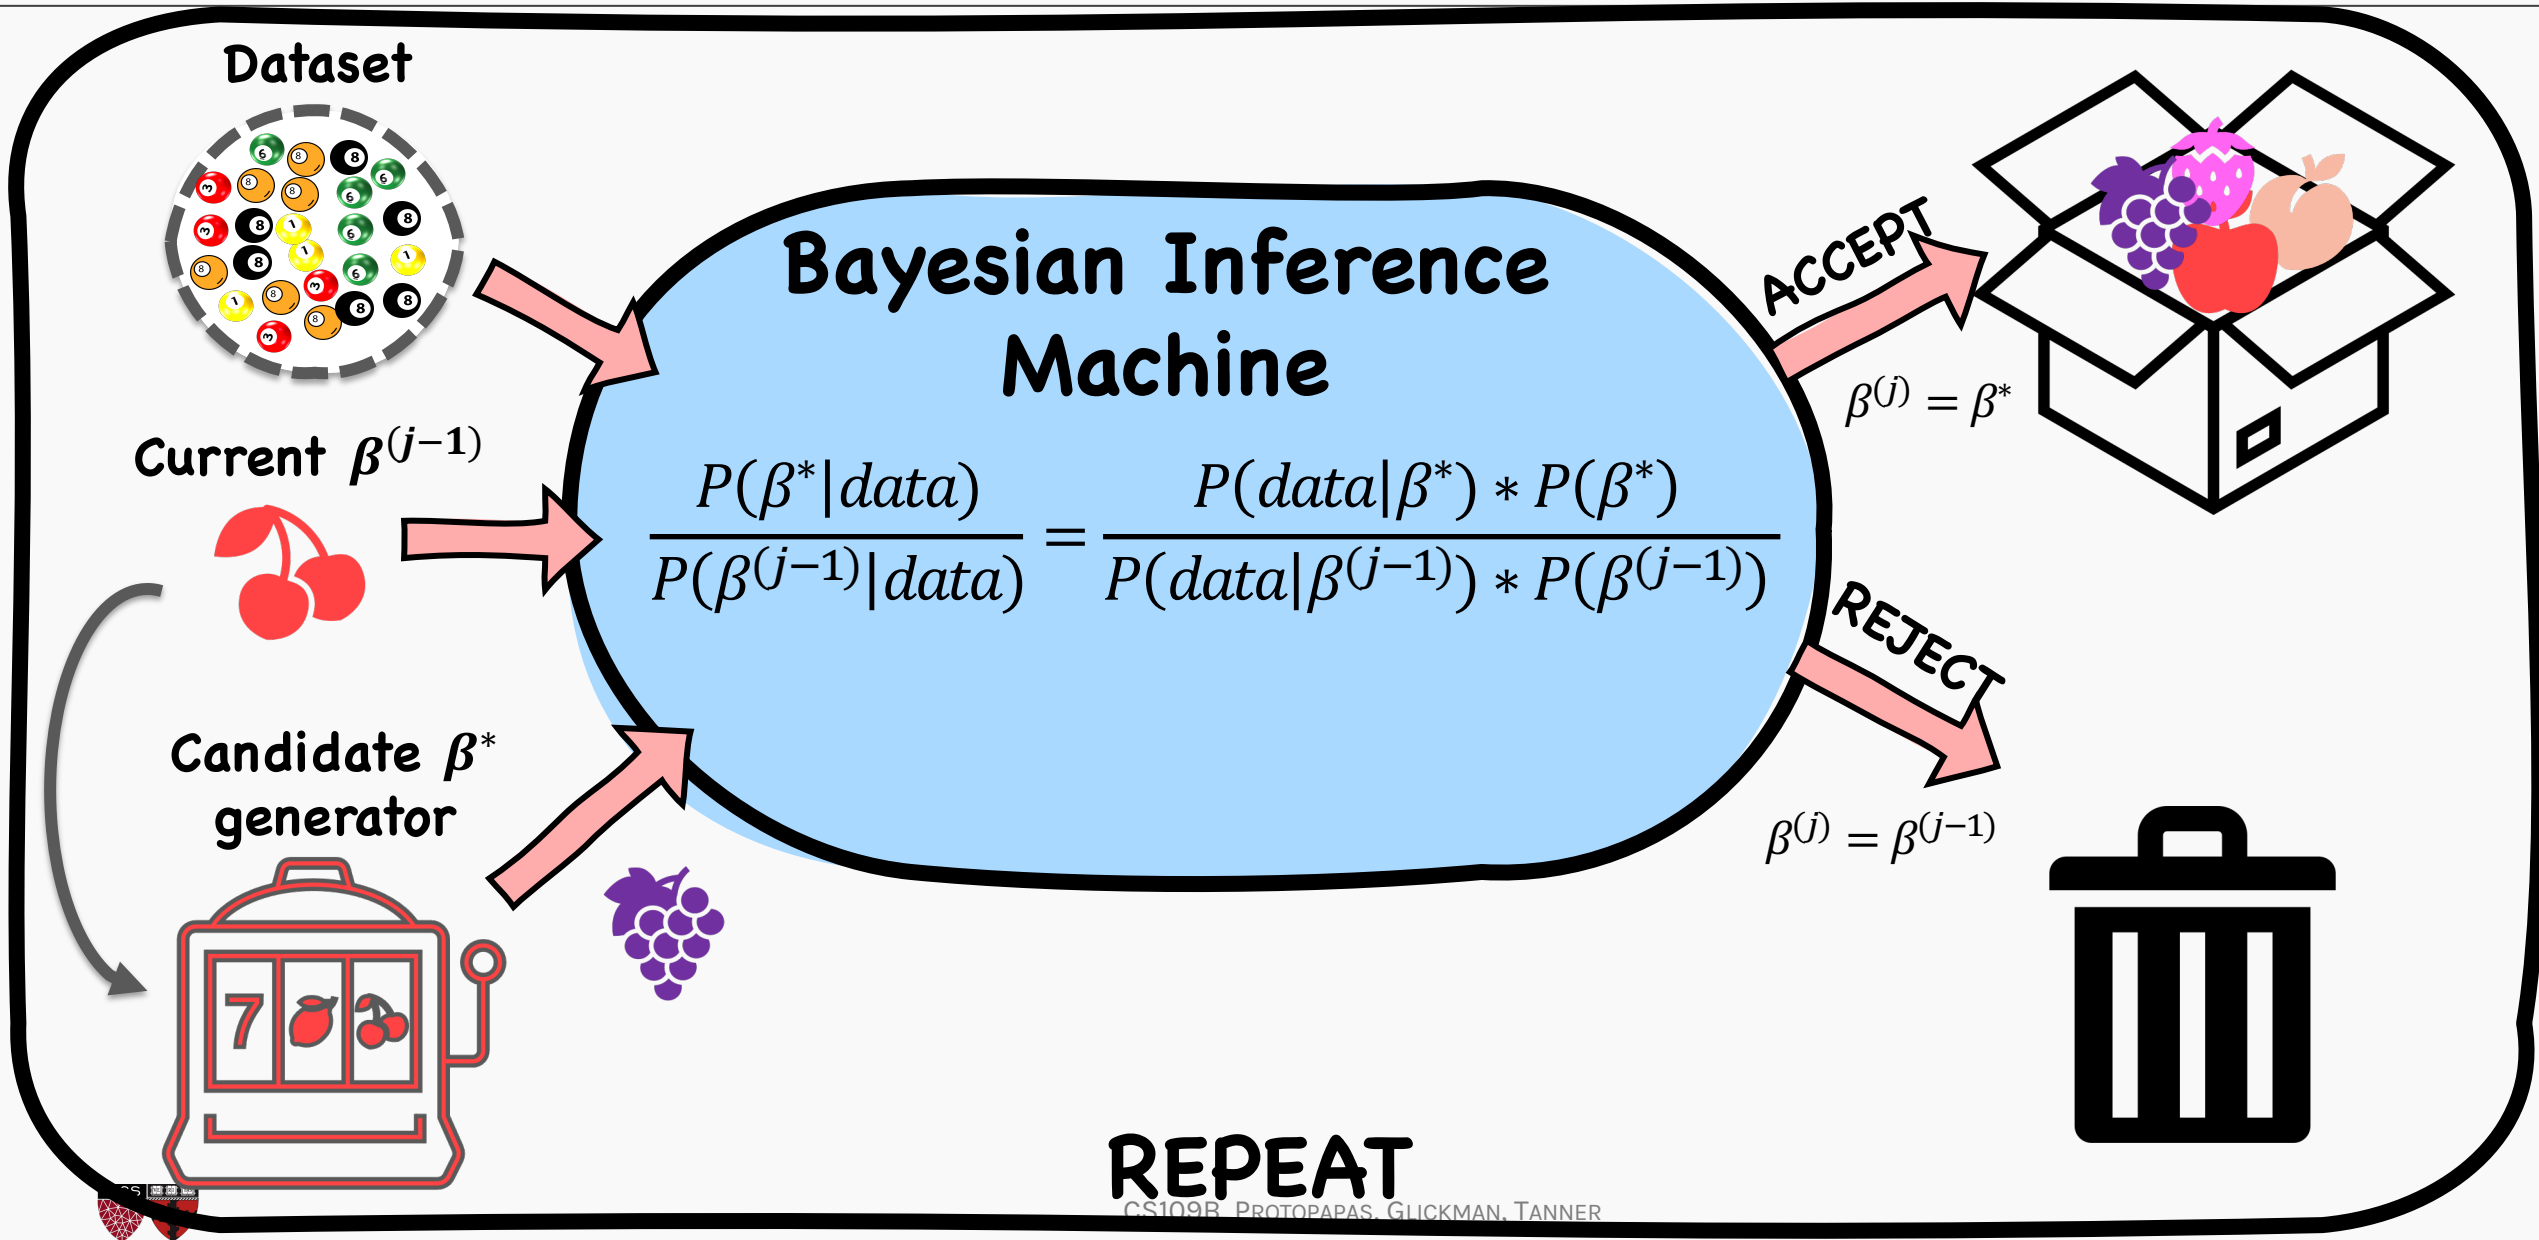 Dataset
Bayesian Inference
Machine
ACCEPT
β^(j) = β*
Current β^(j−1)
P(β*|data) / P(β^(j−1)|data) = P(data|β*) * P(β*) / P(data|β^(j−1)) * P(β^(j−1))
REJECT
β^(j) = β^(j−1)
Candidate β*
generator
7
REPEAT
CS109B, PROTOPAPAS, GLICKMAN, TANNER